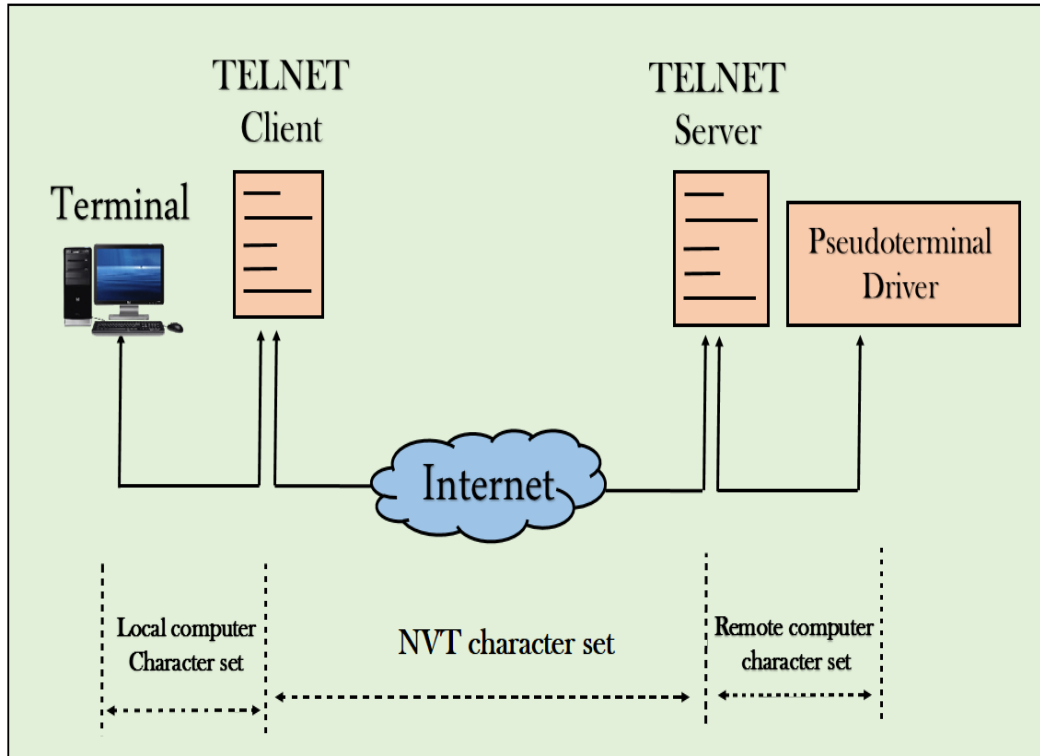 TELNET
Client
TELNET
Server
Terminal
Pseudoterminal
Driver
Internet
Local computer
Character set
NVT character set
Remote computer
character set